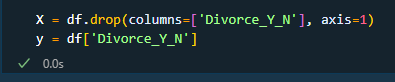 X = df.drop(columns=['Divorce_Y_N'], axis=1)
y = df['Divorce_Y_N']
0.0s